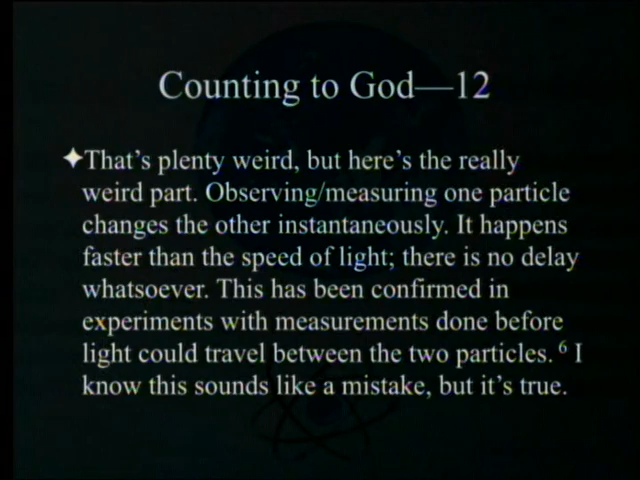 Counting to God—12
✦That's plenty weird, but here's the really
weird part. Observing/measuring one particle
changes the other instantaneously. It happens
faster than the speed of light; there is no delay
whatsoever. This has been confirmed in
experiments with measurements done before
light could travel between the two particles. ⁶ I
know this sounds like a mistake, but it's true.